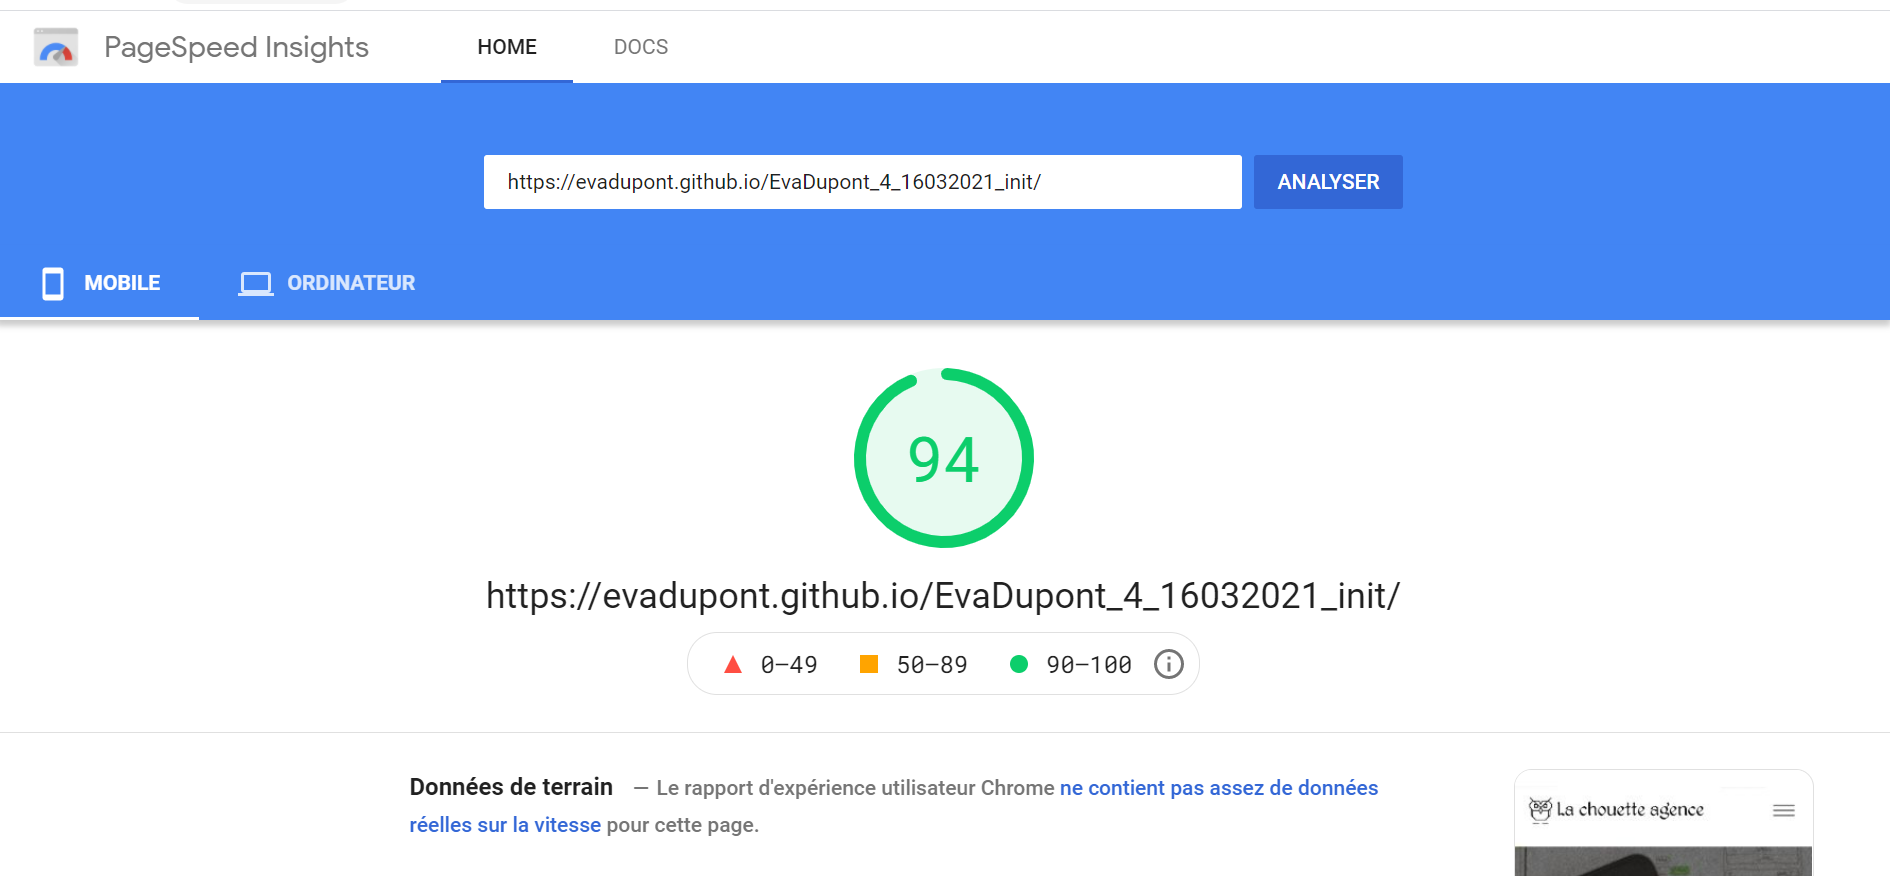 PageSpeed Insights HOME DOCS
https://evadupont.github.io/EvaDupont_4_16032021_init/ ANALYSER
MOBILE ORDINATEUR
94
https://evadupont.github.io/EvaDupont_4_16032021_init/
0–49 50–89 90–100
Données de terrain — Le rapport d'expérience utilisateur Chrome ne contient pas assez de données
réelles sur la vitesse pour cette page.
La chouette agence